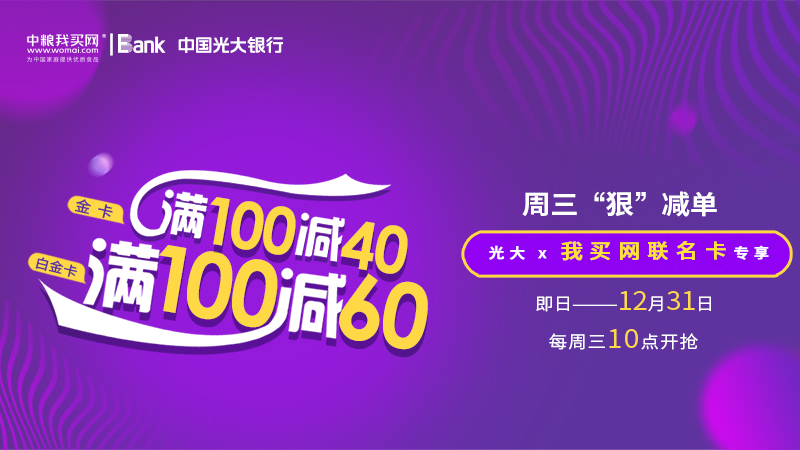 中粮我买网® Bank 中国光大银行
www.womai.com
为中国家庭提供优质食品
金卡 满100减40
白金卡 满100减60
周三“狠”减单
光大 x 我买网联名卡专享
即日——12月31日
每周三10点开抢